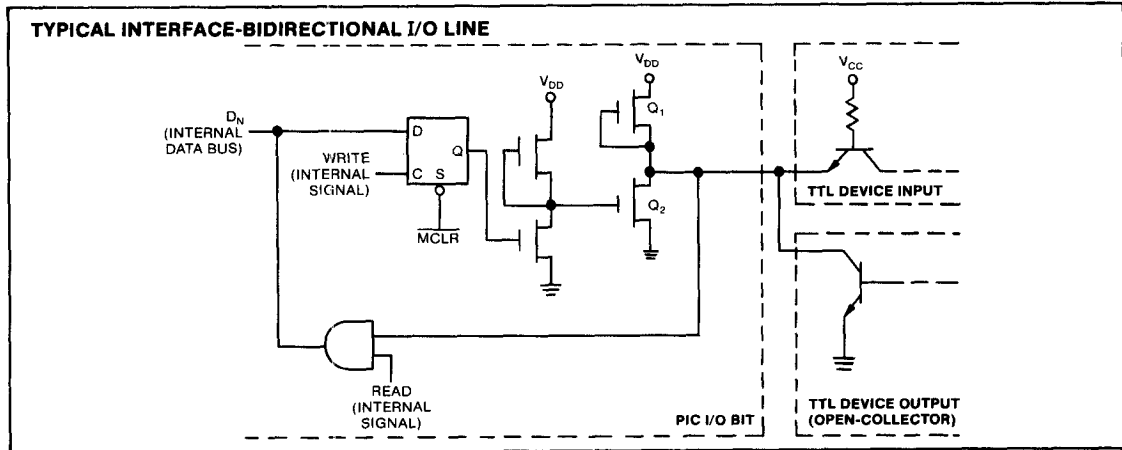 TYPICAL INTERFACE-BIDIRECTIONAL I/O LINE
DN
(INTERNAL
DATA BUS)
WRITE
(INTERNAL
SIGNAL)
D
Q
C
S
MCLR
VDD
VDD
Q1
Q2
READ
(INTERNAL
SIGNAL)
PIC I/O BIT
VCC
TTL DEVICE INPUT
TTL DEVICE OUTPUT
(OPEN-COLLECTOR)